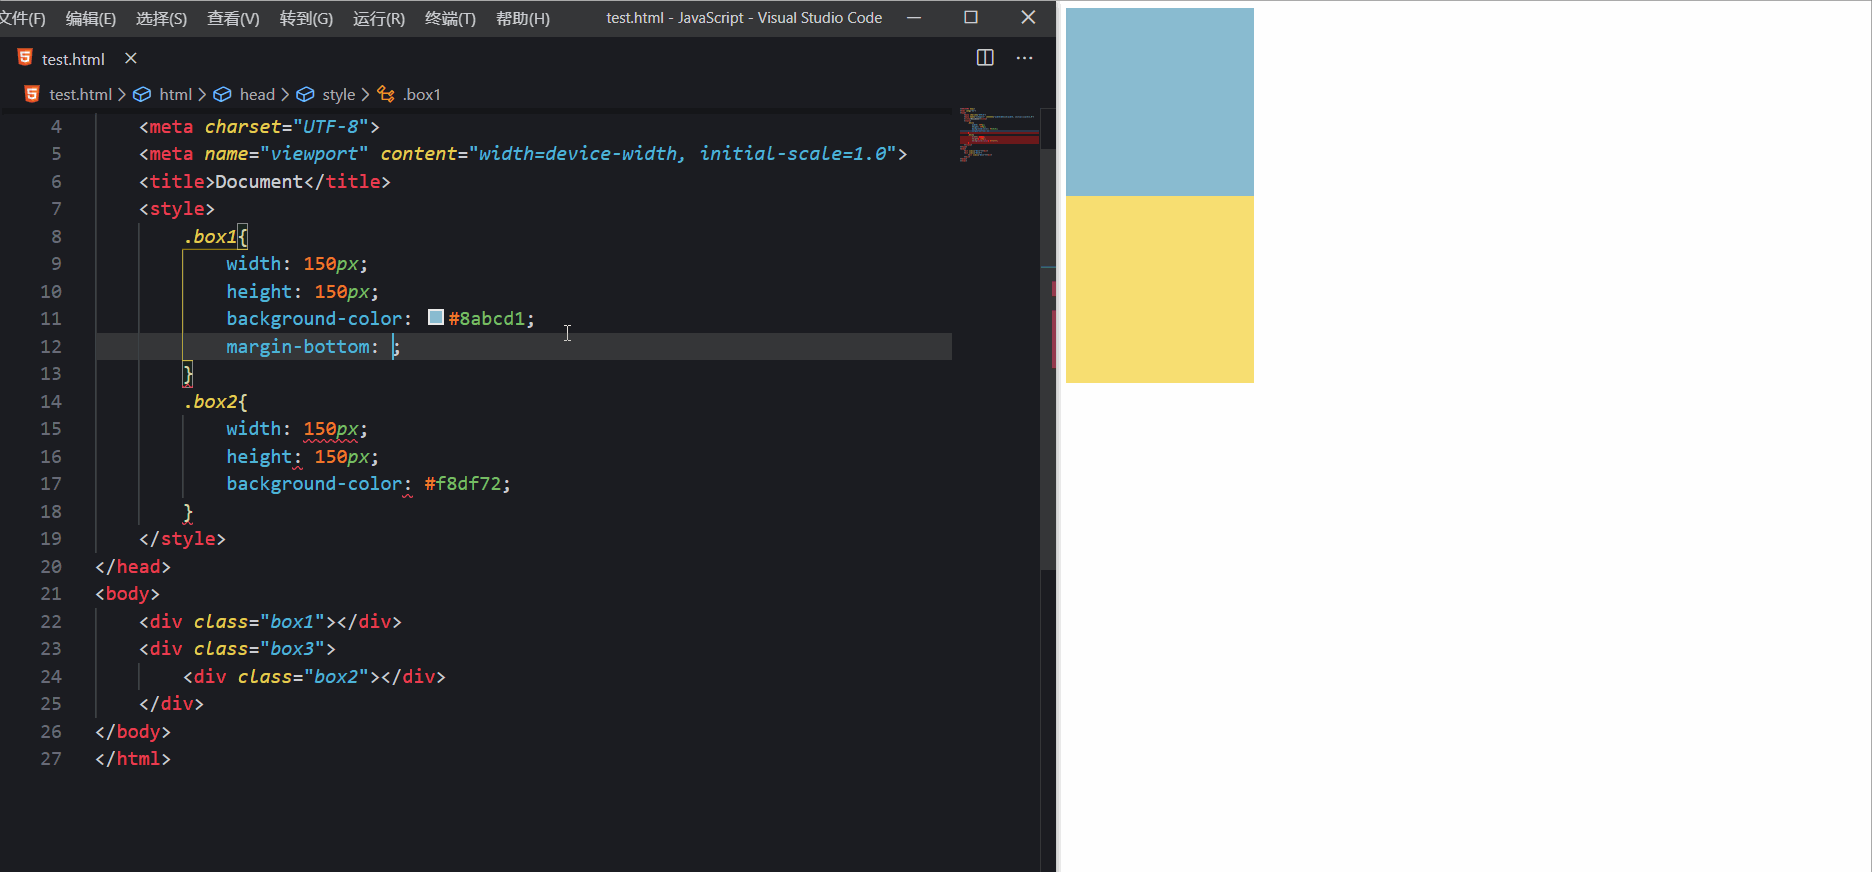 文件(F) 编辑(E) 选择(S) 查看(V) 转到(G) 运行(R) 终端(T) 帮助(H) test.html - JavaScript - Visual Studio Code
test.html
test.html > html > head > style > .box1
4 <meta charset="UTF-8">
5 <meta name="viewport" content="width=device-width, initial-scale=1.0">
6 <title>Document</title>
7 <style>
8 .box1{
9 width: 150px;
10 height: 150px;
11 background-color: #8abcd1;
12 margin-bottom: ;
13 }
14 .box2{
15 width: 150px;
16 height: 150px;
17 background-color: #f8df72;
18 }
19 </style>
20 </head>
21 <body>
22 <div class="box1"></div>
23 <div class="box3">
24 <div class="box2"></div>
25 </div>
26 </body>
27 </html>